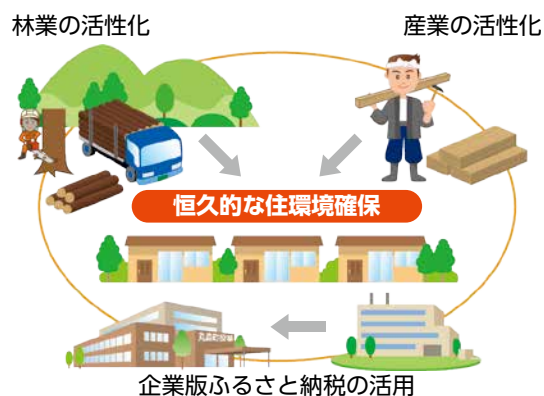 林業の活性化
産業の活性化
恒久的な住環境確保
企業版ふるさと納税の活用